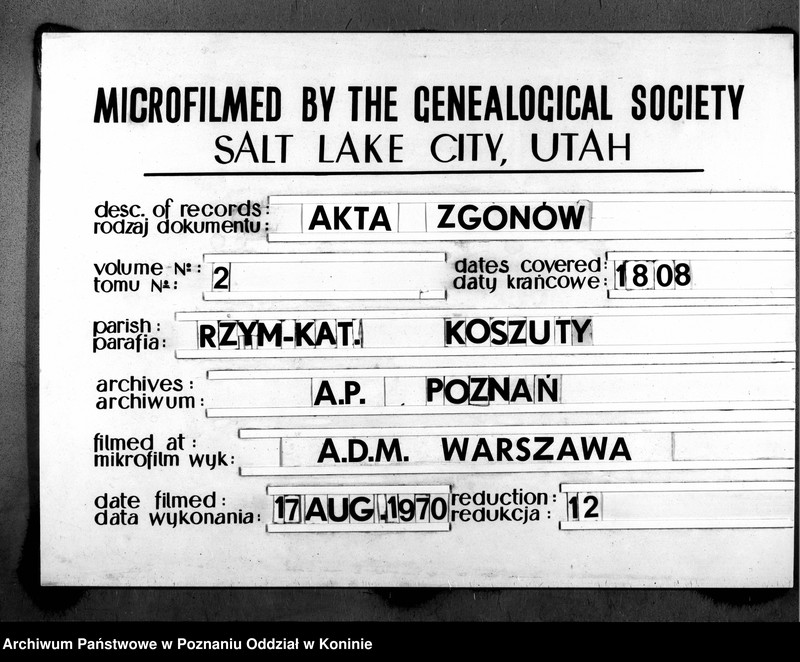 MICROFILMED BY THE GENEALOGICAL SOCIETY
SALT LAKE CITY, UTAH
desc. of records:
rodzaj dokumentu:
AKTA ZGONÓW
volume №:
tomu №:
2
dates covered:
daty krańcowe:
1808
parish:
parafia:
RZYM-KAT. KOSZUTY
archives:
archiwum:
A.P. POZNAŃ
filmed at:
mikrofilm wyk:
A.D.M. WARSZAWA
date filmed:
data wykonania:
17 AUG.1970
reduction:
redukcja:
12
Archiwum Państwowe w Poznaniu Oddział w Koninie